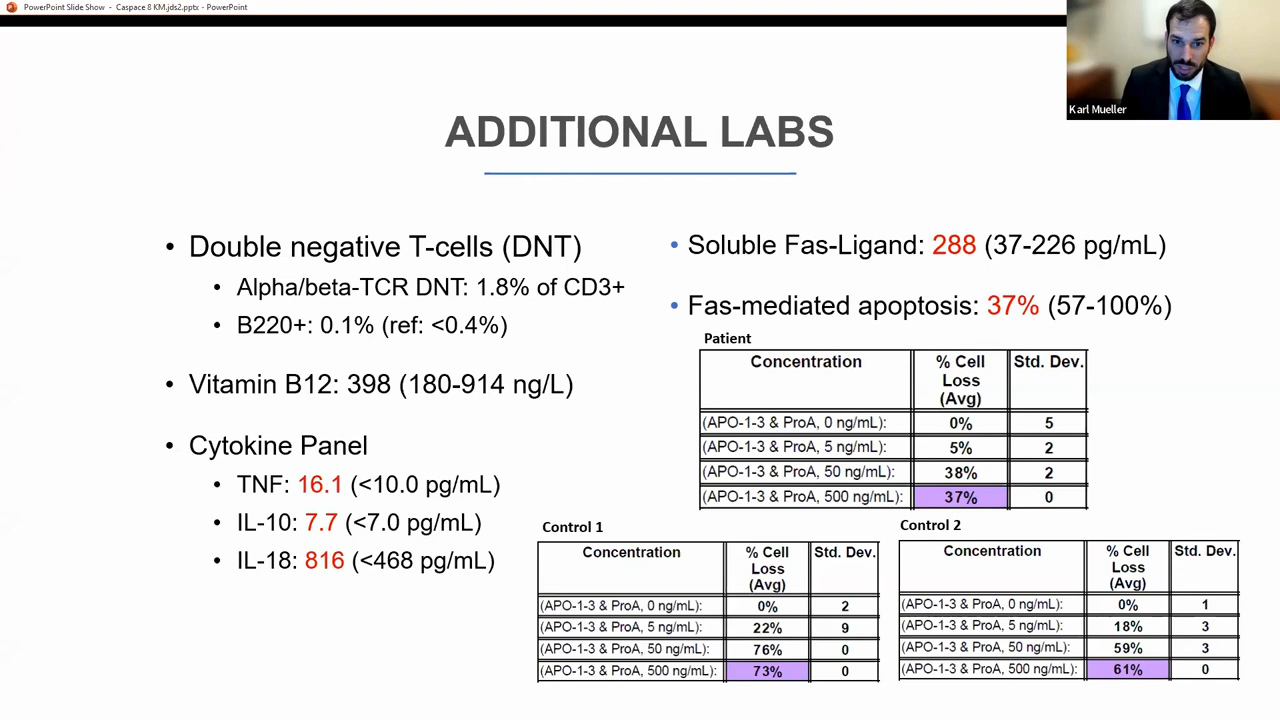 PowerPoint Slide Show - Caspace 8 KM.jds2.pptx - PowerPoint
Karl Mueller
ADDITIONAL LABS
• Double negative T-cells (DNT)
• Alpha/beta-TCR DNT: 1.8% of CD3+
• B220+: 0.1% (ref: <0.4%)
• Vitamin B12: 398 (180-914 ng/L)
• Cytokine Panel
• TNF: 16.1 (<10.0 pg/mL)
• IL-10: 7.7 (<7.0 pg/mL)
• IL-18: 816 (<468 pg/mL)
• Soluble Fas-Ligand: 288 (37-226 pg/mL)
• Fas-mediated apoptosis: 37% (57-100%)
Patient
Concentration % Cell Loss (Avg) Std. Dev.
(APO-1-3 & ProA, 0 ng/mL): 0% 5
(APO-1-3 & ProA, 5 ng/mL): 5% 2
(APO-1-3 & ProA, 50 ng/mL): 38% 2
(APO-1-3 & ProA, 500 ng/mL): 37% 0
Control 1
Concentration % Cell Loss (Avg) Std. Dev.
(APO-1-3 & ProA, 0 ng/mL): 0% 2
(APO-1-3 & ProA, 5 ng/mL): 22% 9
(APO-1-3 & ProA, 50 ng/mL): 76% 0
(APO-1-3 & ProA, 500 ng/mL): 73% 0
Control 2
Concentration % Cell Loss (Avg) Std. Dev.
(APO-1-3 & ProA, 0 ng/mL): 0% 1
(APO-1-3 & ProA, 5 ng/mL): 18% 3
(APO-1-3 & ProA, 50 ng/mL): 59% 3
(APO-1-3 & ProA, 500 ng/mL): 61% 0